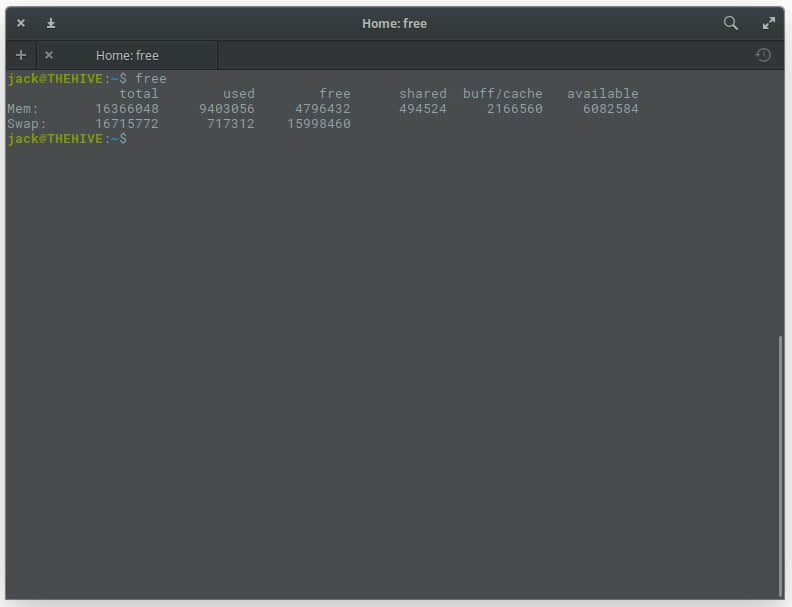 Home: free
Home: free
jack@THEHIVE:~$ free
              total        used        free      shared  buff/cache   available
Mem:       16366048     9403056     4796432      494524     2166560     6082584
Swap:      16715772      717312    15998460
jack@THEHIVE:~$